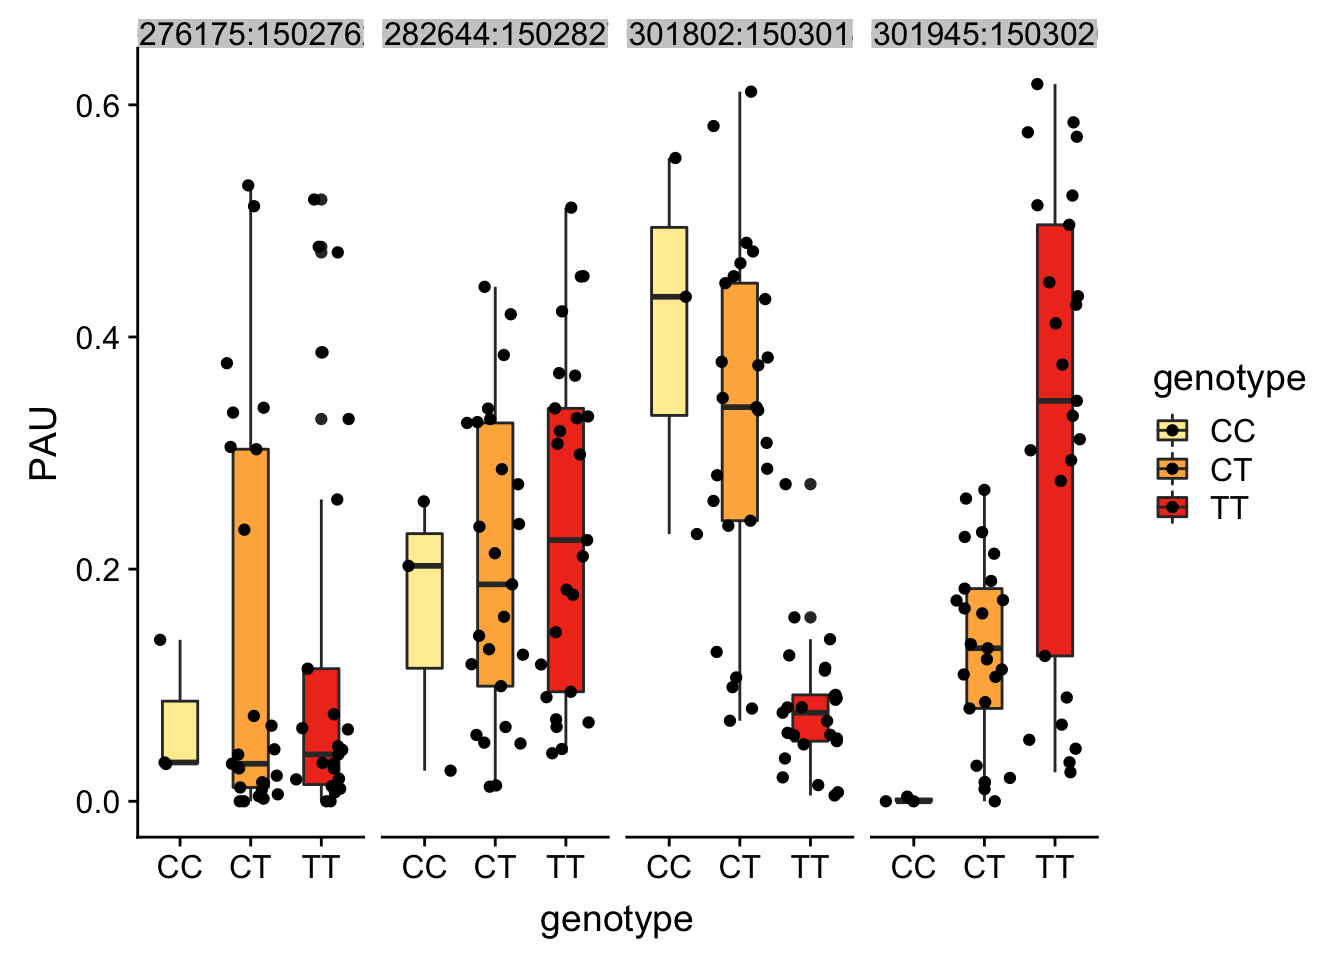 276175:150276
282644:150282
301802:150301
301945:150302
0.6
0.4
0.2
0.0
PAU
CC CT TT CC CT TT CC CT TT CC CT TT
genotype
genotype
CC
CT
TT